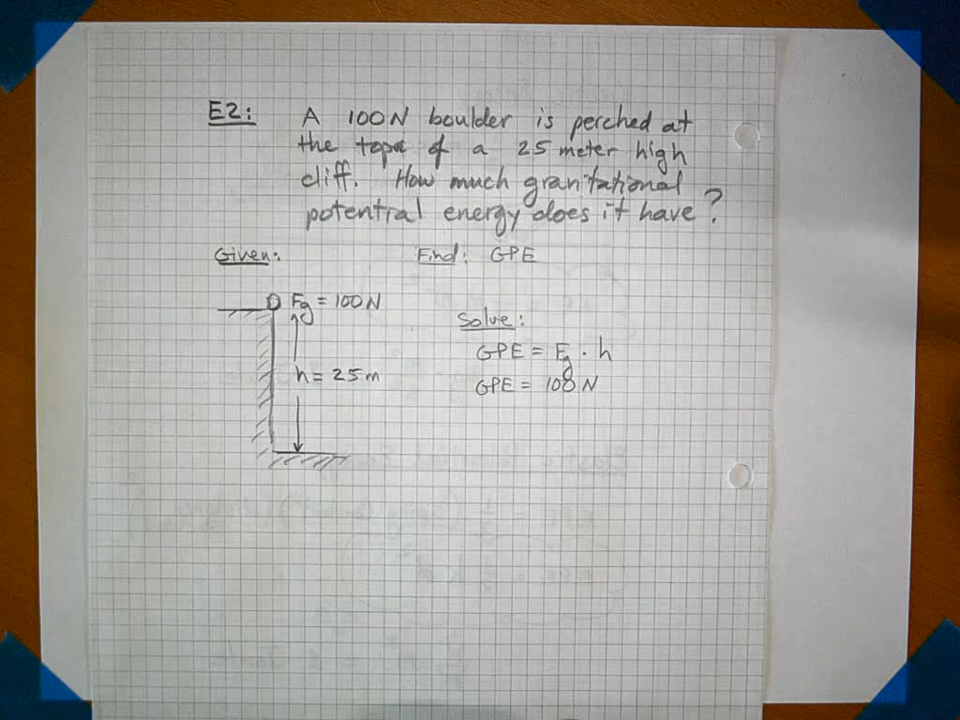 E2: A 100N boulder is perched at
the top of a 25 meter high
cliff. How much gravitational
potential energy does it have?
Given: Find: GPE
Fg = 100N
Solve:
GPE = Fg · h
h = 25m
GPE = 100 N